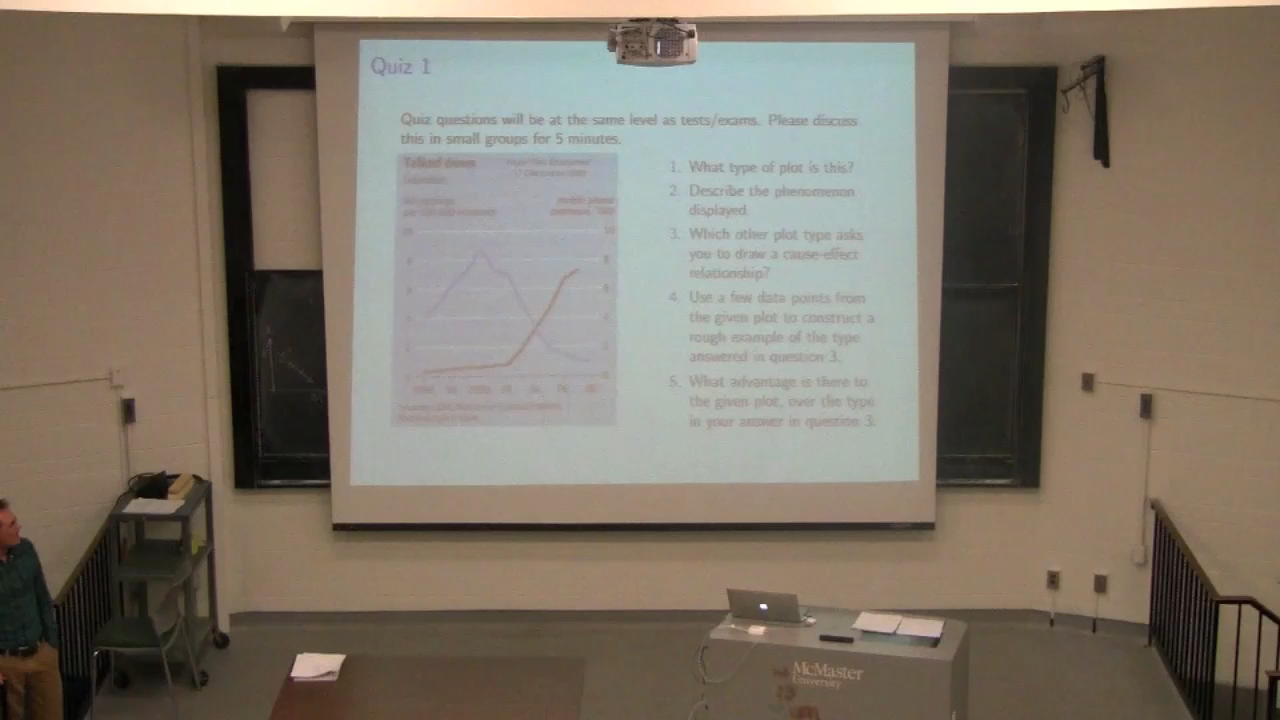 Quiz 1
Quiz questions will be at the same level as tests/exams. Please discuss
this in small groups for 5 minutes.
Talked down
1. What type of plot is this?
2. Describe the phenomenon
displayed.
3. Which other plot type asks
you to draw a cause-effect
relationship?
4. Use a few data points from
the given plot to construct a
rough example of the type
answered in question 3.
5. What advantage is there to
the given plot, over the type
in your answer in question 3.
McMaster
University